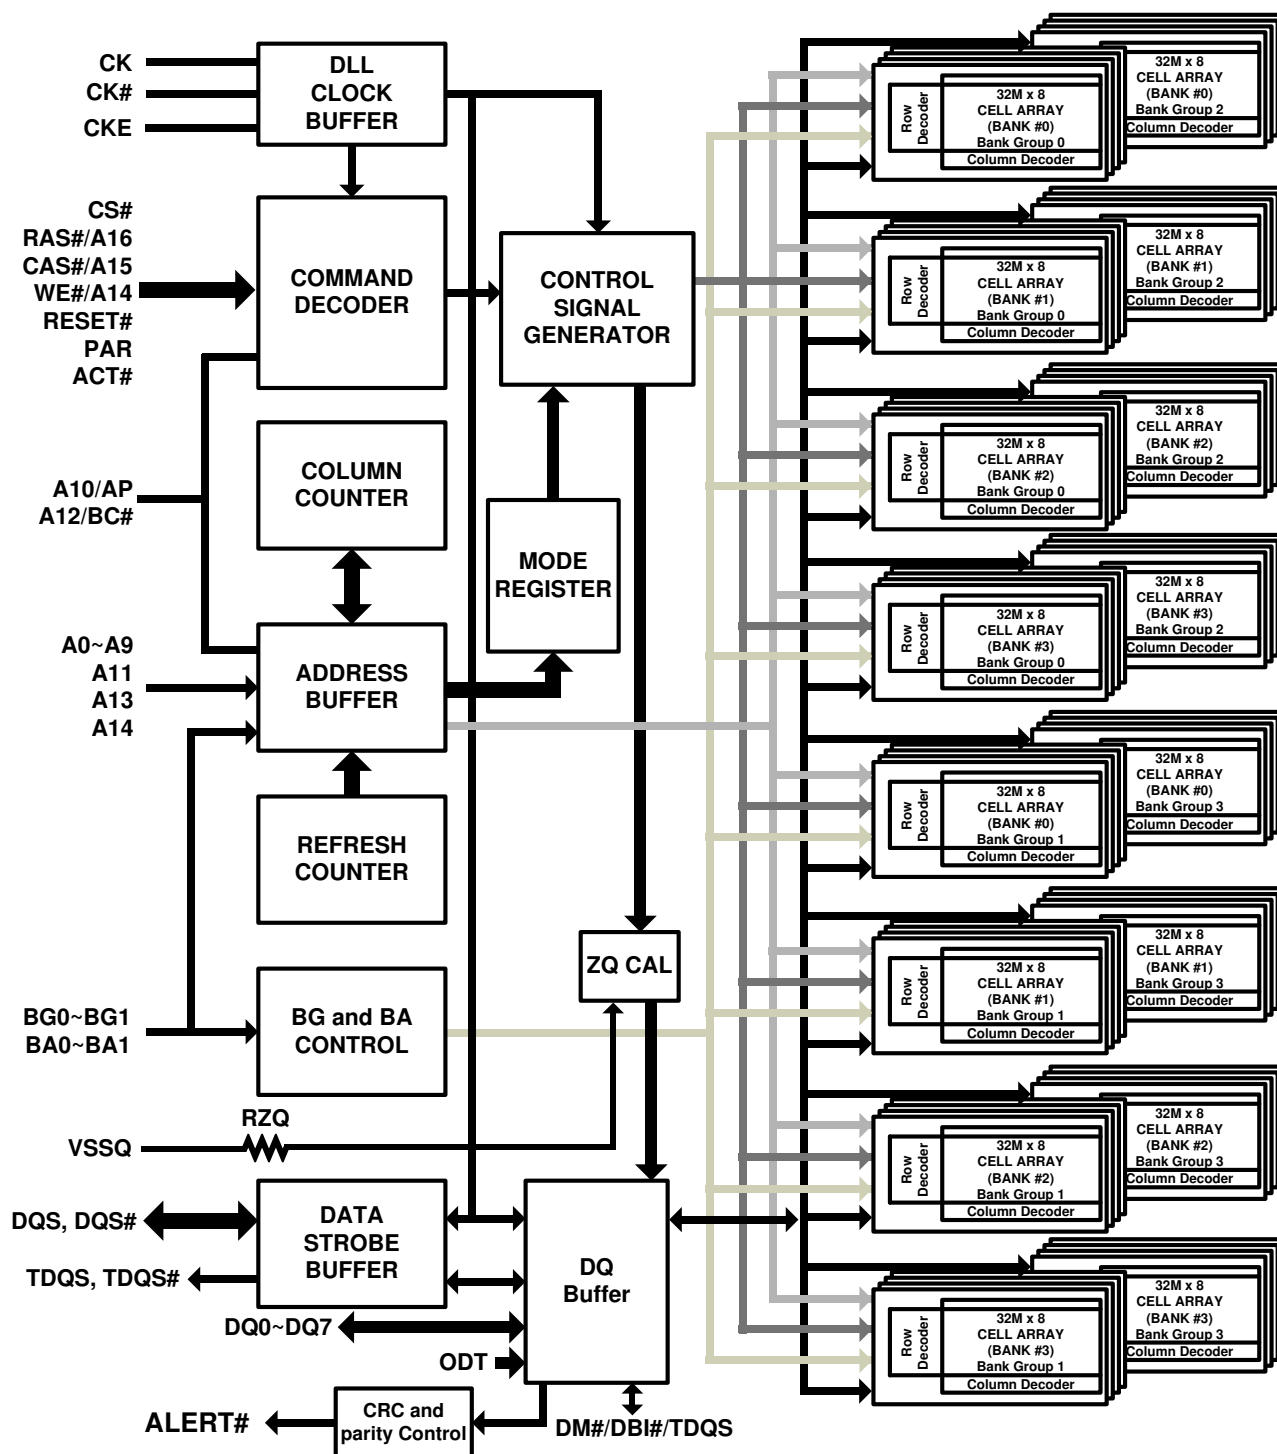 CK
CK#
CKE
DLL
CLOCK
BUFFER
CS#
RAS#/A16
CAS#/A15
WE#/A14
RESET#
PAR
ACT#
COMMAND
DECODER
CONTROL
SIGNAL
GENERATOR
A10/AP
A12/BC#
COLUMN
COUNTER
MODE
REGISTER
A0~A9
A11
A13
A14
ADDRESS
BUFFER
REFRESH
COUNTER
ZQ CAL
BG0~BG1
BA0~BA1
BG and BA
CONTROL
RZQ
VSSQ
DQS, DQS#
TDQS, TDQS#
DATA
STROBE
BUFFER
DQ
Buffer
DQ0~DQ7
ODT
ALERT#
CRC and
parity Control
DM#/DBI#/TDQS
32M x 8
CELL ARRAY
(BANK #0)
Bank Group 2
Column Decoder
Row
Decoder
32M x 8
CELL ARRAY
(BANK #0)
Bank Group 0
Column Decoder
32M x 8
CELL ARRAY
(BANK #1)
Bank Group 2
Column Decoder
Row
Decoder
32M x 8
CELL ARRAY
(BANK #1)
Bank Group 0
Column Decoder
32M x 8
CELL ARRAY
(BANK #2)
Bank Group 2
Column Decoder
Row
Decoder
32M x 8
CELL ARRAY
(BANK #2)
Bank Group 0
Column Decoder
32M x 8
CELL ARRAY
(BANK #3)
Bank Group 2
Column Decoder
Row
Decoder
32M x 8
CELL ARRAY
(BANK #3)
Bank Group 0
Column Decoder
32M x 8
CELL ARRAY
(BANK #0)
Bank Group 3
Column Decoder
Row
Decoder
32M x 8
CELL ARRAY
(BANK #0)
Bank Group 1
Column Decoder
32M x 8
CELL ARRAY
(BANK #1)
Bank Group 3
Column Decoder
Row
Decoder
32M x 8
CELL ARRAY
(BANK #1)
Bank Group 1
Column Decoder
32M x 8
CELL ARRAY
(BANK #2)
Bank Group 3
Column Decoder
Row
Decoder
32M x 8
CELL ARRAY
(BANK #2)
Bank Group 1
Column Decoder
32M x 8
CELL ARRAY
(BANK #3)
Bank Group 3
Column Decoder
Row
Decoder
32M x 8
CELL ARRAY
(BANK #3)
Bank Group 1
Column Decoder